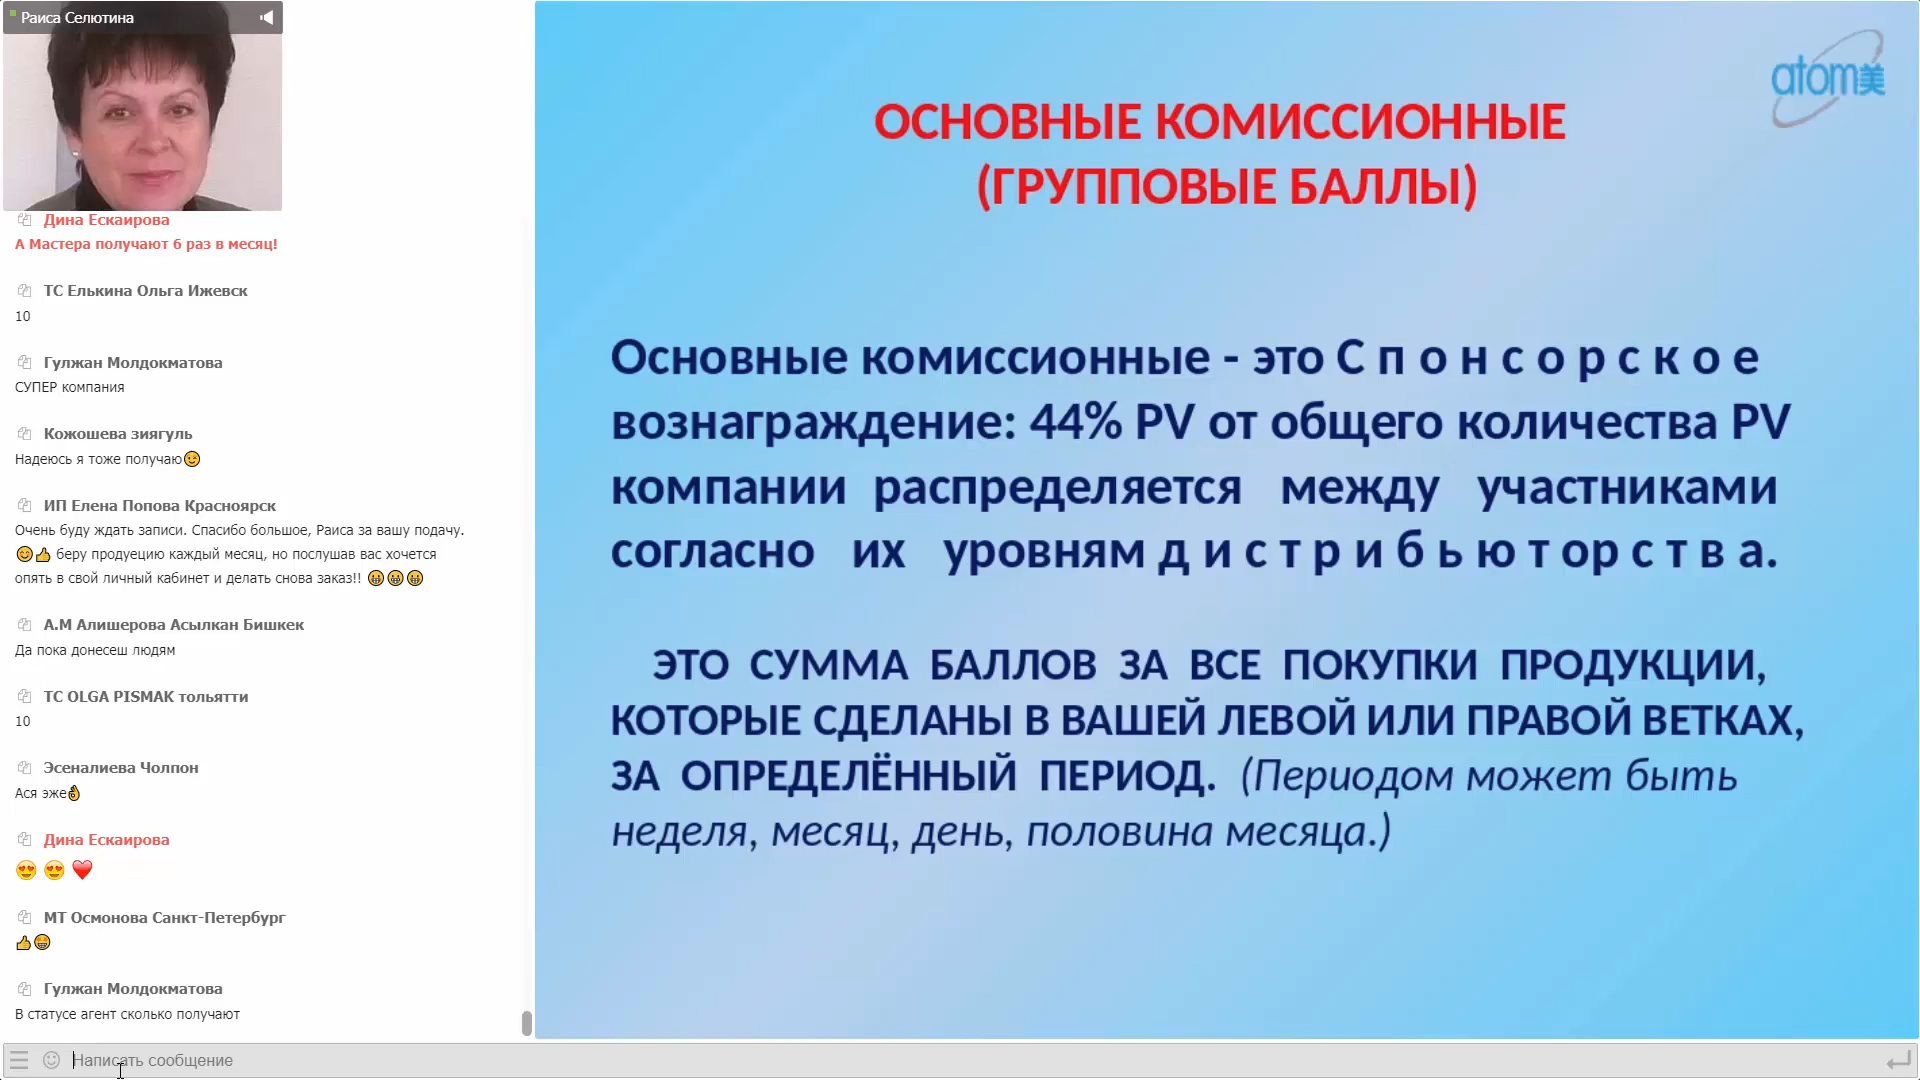 Раиса Селютина
Дина Ескаирова
А Мастера получают 6 раз в месяц!
ТС Елькина Ольга Ижевск
10
Гулжан Молдокматова
СУПЕР компания
Кожошева зиягуль
Надеюсь я тоже получаю😉
ИП Елена Попова Красноярск
Очень буду ждать записи. Спасибо большое, Раиса за вашу подачу.
😊👍 беру продуецию каждый месяц, но послушав вас хочется
опять в свой личный кабинет и делать снова заказ!! 😁😁😁
А.М Алишерова Асылкан Бишкек
Да пока донесеш людям
ТС OLGA PISMAK тольятти
10
Эсеналиева Чолпон
Ася эже👌
Дина Ескаирова
😍 😍 ❤️
МТ Осмонова Санкт-Петербург
👍😁
Гулжан Молдокматова
В статусе агент сколько получают
Написать сообщение
atom美
ОСНОВНЫЕ КОМИССИОННЫЕ
(ГРУППОВЫЕ БАЛЛЫ)
Основные комиссионные - это С п о н с о р с к о е
вознаграждение: 44% PV от общего количества PV
компании распределяется между участниками
согласно их уровням д и с т р и б ь ю т ор с т в а.
ЭТО СУММА БАЛЛОВ ЗА ВСЕ ПОКУПКИ ПРОДУКЦИИ,
КОТОРЫЕ СДЕЛАНЫ В ВАШЕЙ ЛЕВОЙ ИЛИ ПРАВОЙ ВЕТКАХ,
ЗА ОПРЕДЕЛЁННЫЙ ПЕРИОД. (Периодом может быть
неделя, месяц, день, половина месяца.)